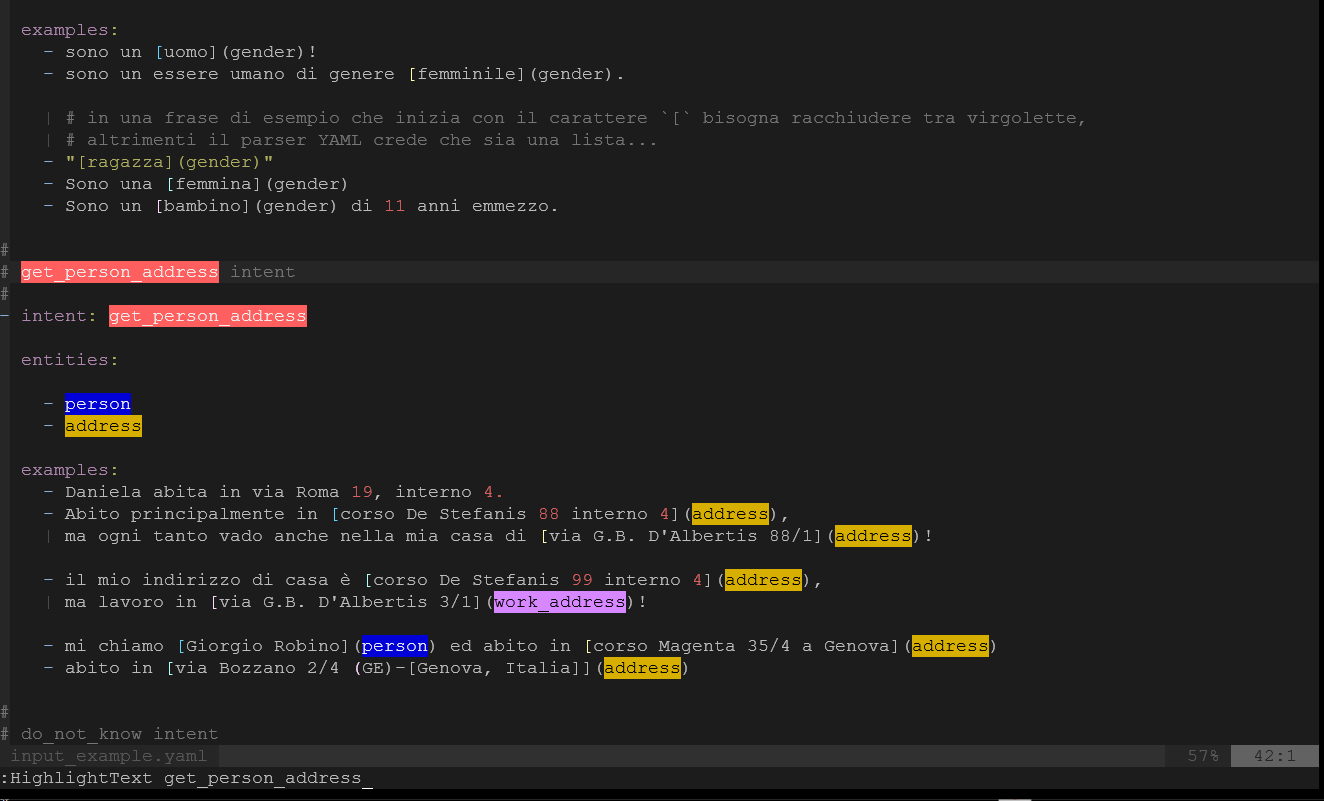 examples:
- sono un [uomo](gender)!
- sono un essere umano di genere [femminile](gender).
| # in una frase di esempio che inizia con il carattere `[` bisogna racchiudere tra virgolette,
| # altrimenti il parser YAML crede che sia una lista...
- "[ragazza](gender)"
- Sono una [femmina](gender)
- Sono un [bambino](gender) di 11 anni emmezzo.
#
# get_person_address intent
#
- intent: get_person_address
entities:
- person
- address
examples:
- Daniela abita in via Roma 19, interno 4.
- Abito principalmente in [corso De Stefanis 88 interno 4](address),
| ma ogni tanto vado anche nella mia casa di [via G.B. D'Albertis 88/1](address)!
- il mio indirizzo di casa è [corso De Stefanis 99 interno 4](address),
| ma lavoro in [via G.B. D'Albertis 3/1](work_address)!
- mi chiamo [Giorgio Robino](person) ed abito in [corso Magenta 35/4 a Genova](address)
- abito in [via Bozzano 2/4 (GE)-[Genova, Italia]](address)
#
# do_not_know intent
input_example.yaml 57% 42:1
:HighlightText get_person_address_